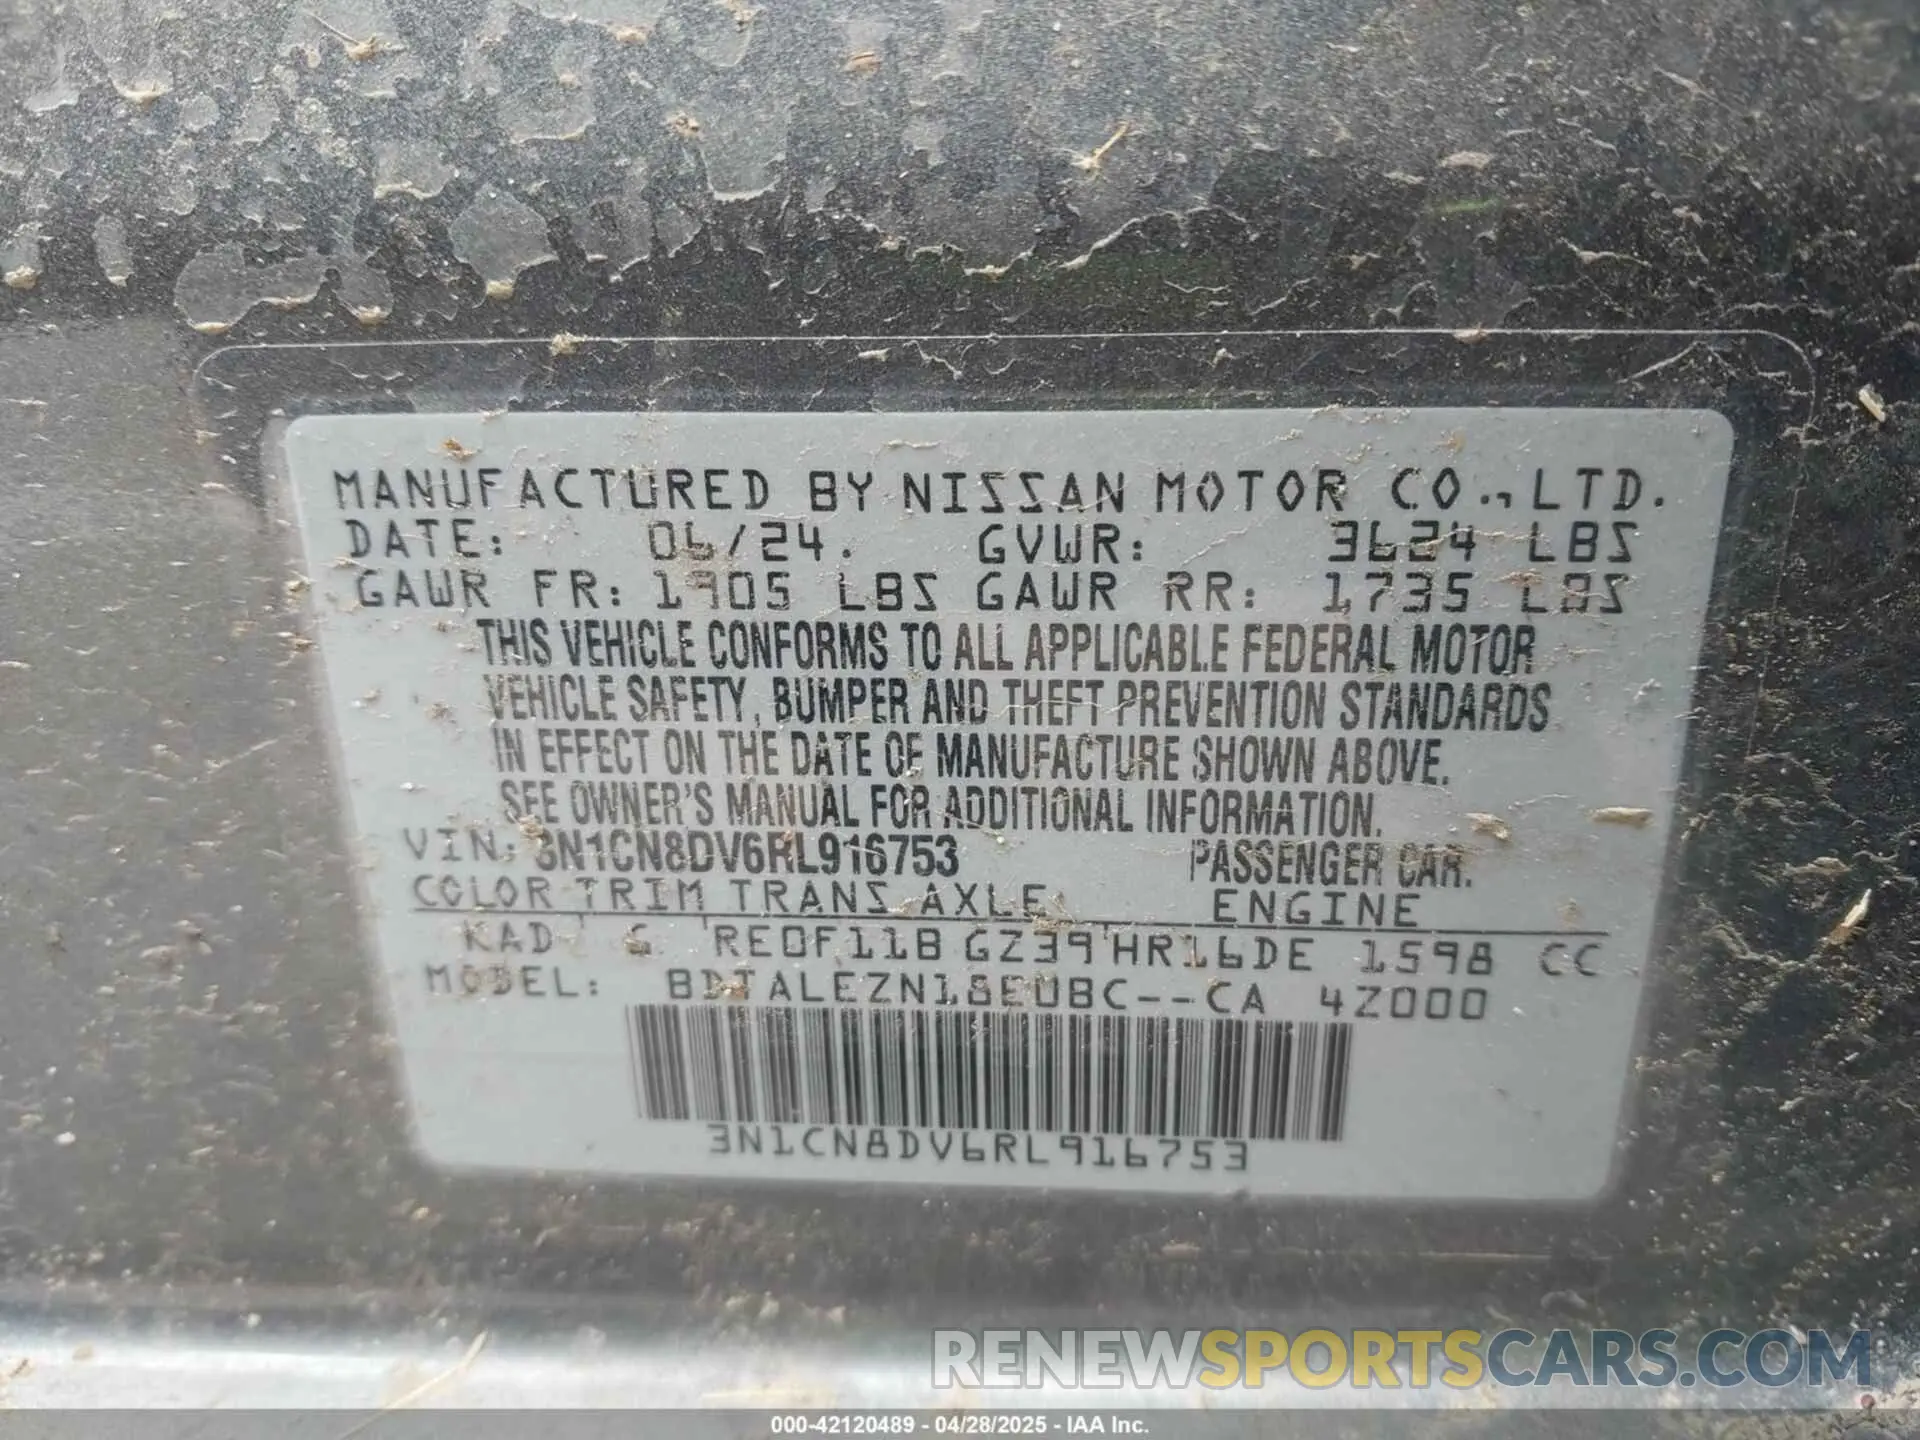 MANUFACTURED BY NISSAN MOTOR CO., LTD.
DATE: 06/24. GVWR: 3624 LBS
GAWR FR: 1905 LBS GAWR RR: 1735 LBS
THIS VEHICLE CONFORMS TO ALL APPLICABLE FEDERAL MOTOR
VEHICLE SAFETY, BUMPER AND THEFT PREVENTION STANDARDS
IN EFFECT ON THE DATE OF MANUFACTURE SHOWN ABOVE.
SEE OWNER'S MANUAL FOR ADDITIONAL INFORMATION.
VIN: 3N1CN8DV6RL916753 PASSENGER CAR.
COLOR TRIM TRANS AXLE ENGINE
KAD G RE0F11B GZ39 HR16DE 1598 CC
MODEL: BDTALEZN18EUBC--CA 4Z000
3N1CN8DV6RL916753
RENEWSPORTSCARS.COM
000-42120489 - 04/28/2025 - IAA Inc.